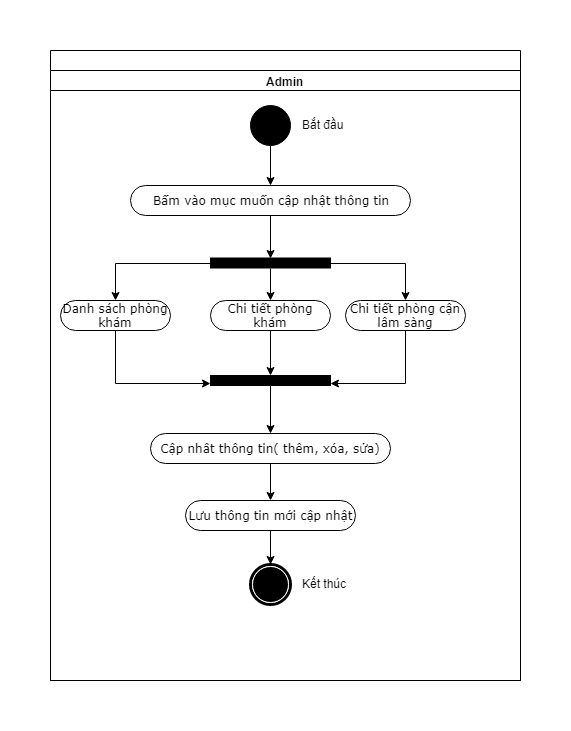 Admin
Bắt đầu
Bấm vào mục muốn cập nhật thông tin
Danh sách phòng
khám
Chi tiết phòng
khám
Chi tiết phòng cận
lâm sàng
Cập nhât thông tin( thêm, xóa, sửa)
Lưu thông tin mới cập nhật
Kết thúc